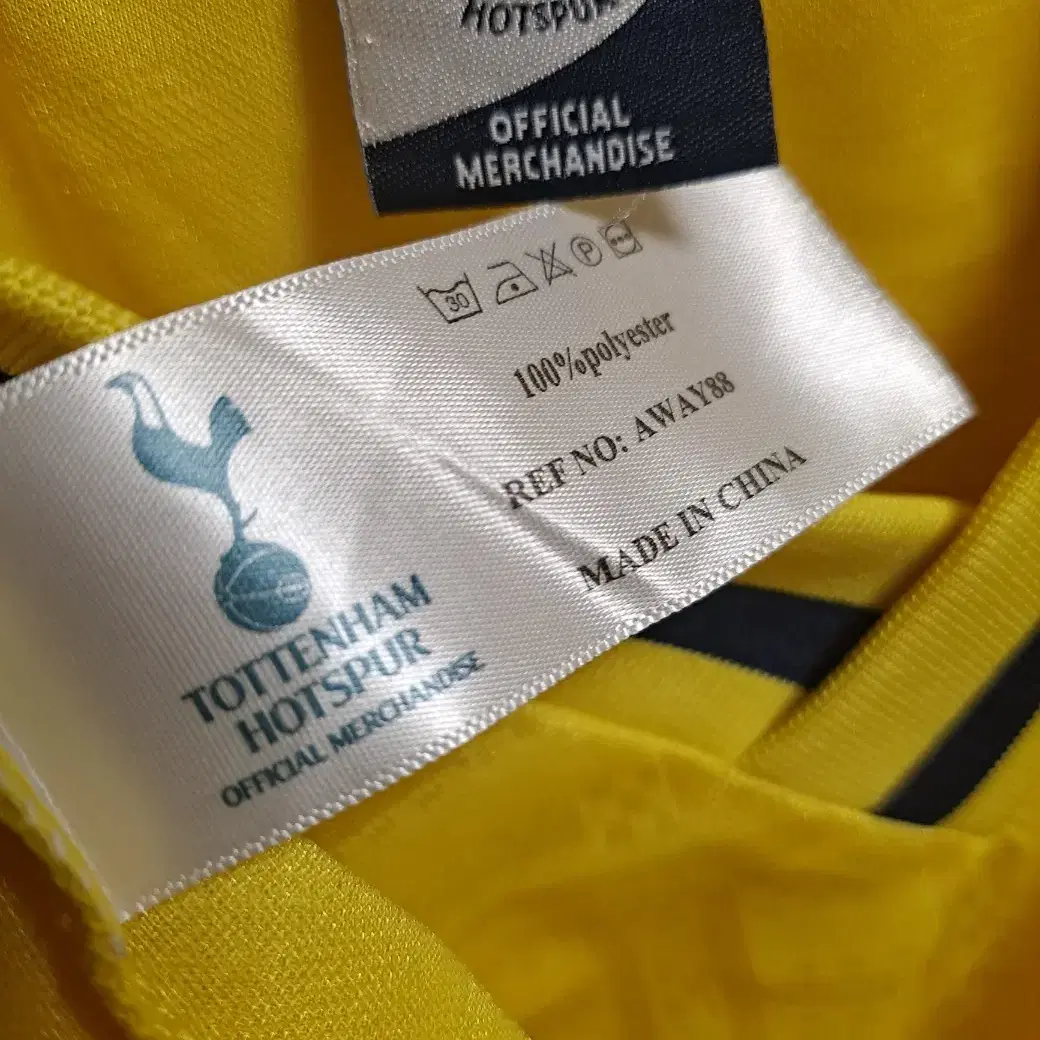 HOTSPUR
OFFICIAL
MERCHANDISE
30
P
100%polyester
REF NO: AWAY88
MADE IN CHINA
TOTTENHAM
HOTSPUR
OFFICIAL MERCHANDISE